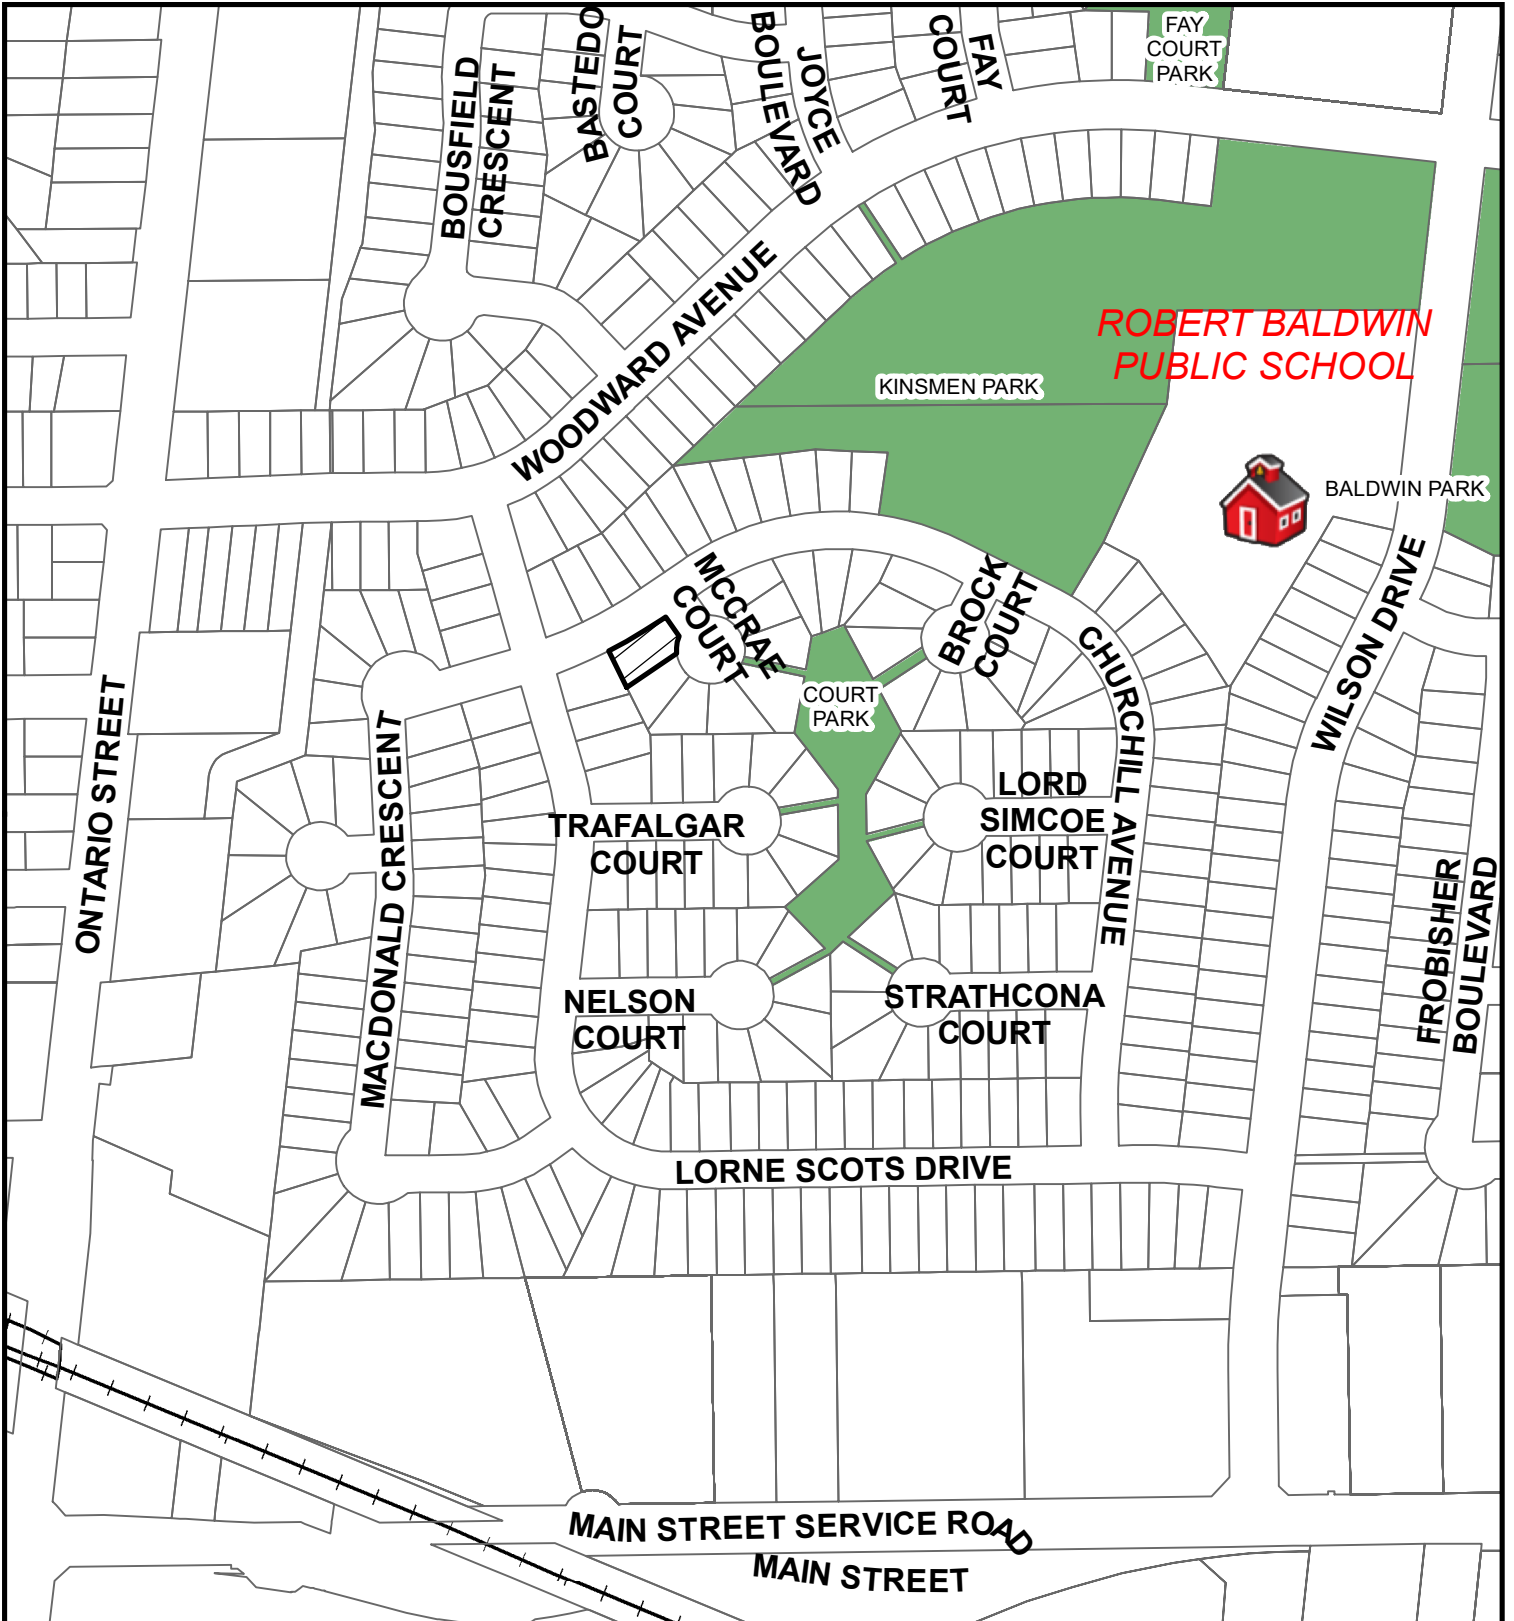 BASTEDO
COURT
BOULEVARD
JOYCE
COURT
FAY
FAY
COURT
PARK
BOUSFIELD
CRESCENT
WOODWARD AVENUE
ROBERT BALDWIN
PUBLIC SCHOOL
KINSMEN PARK
BALDWIN PARK
MCCRAE
COURT
BROCK
COURT
CHURCHILL AVENUE
WILSON DRIVE
COURT
PARK
ONTARIO STREET
MACDONALD CRESCENT
TRAFALGAR
COURT
LORD
SIMCOE
COURT
FROBISHER
BOULEVARD
NELSON
COURT
STRATHCONA
COURT
LORNE SCOTS DRIVE
MAIN STREET SERVICE ROAD
MAIN STREET